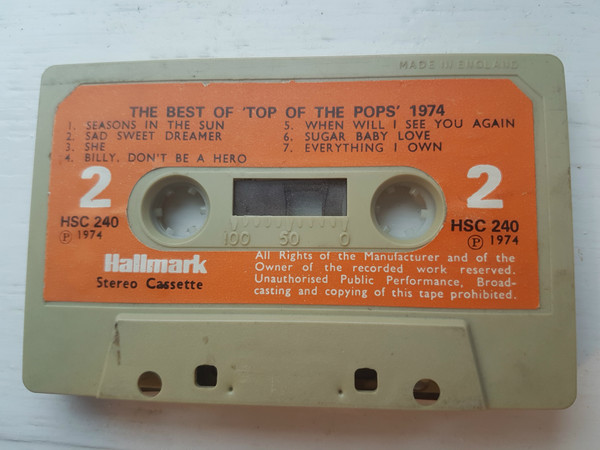 MADE IN ENGLAND
THE BEST OF 'TOP OF THE POPS' 1974
1. SEASONS IN THE SUN
2. SAD SWEET DREAMER
3. SHE
4. BILLY, DON'T BE A HERO
5. WHEN WILL I SEE YOU AGAIN
6. SUGAR BABY LOVE
7. EVERYTHING I OWN
2
HSC 240
℗ 1974
2
HSC 240
℗ 1974
100 50 0
Hallmark
Stereo Cassette
All Rights of the Manufacturer and of the
Owner of the recorded work reserved.
Unauthorised Public Performance, Broad-
casting and copying of this tape prohibited.